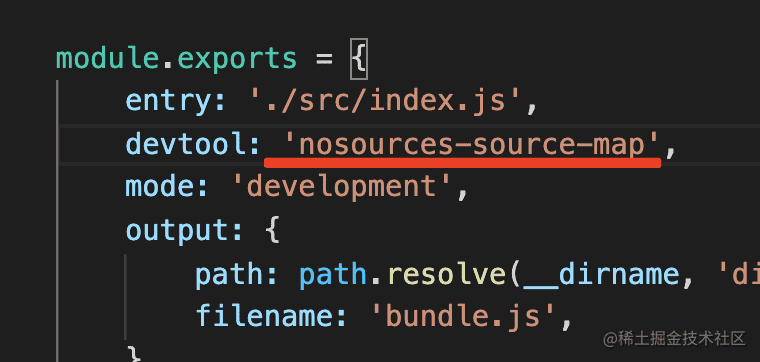 module.exports = {
entry: './src/index.js',
devtool: 'nosources-source-map',
mode: 'development',
output: {
path: path.resolve(__dirname, 'di
filename: 'bundle.js',
}
@稀土掘金技术社区